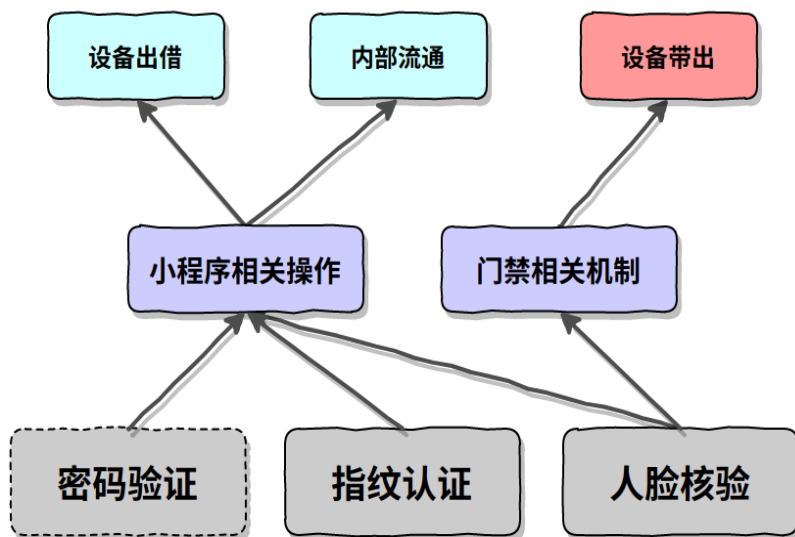 设备出借
内部流通
设备带出
小程序相关操作
门禁相关机制
密码验证
指纹认证
人脸核验